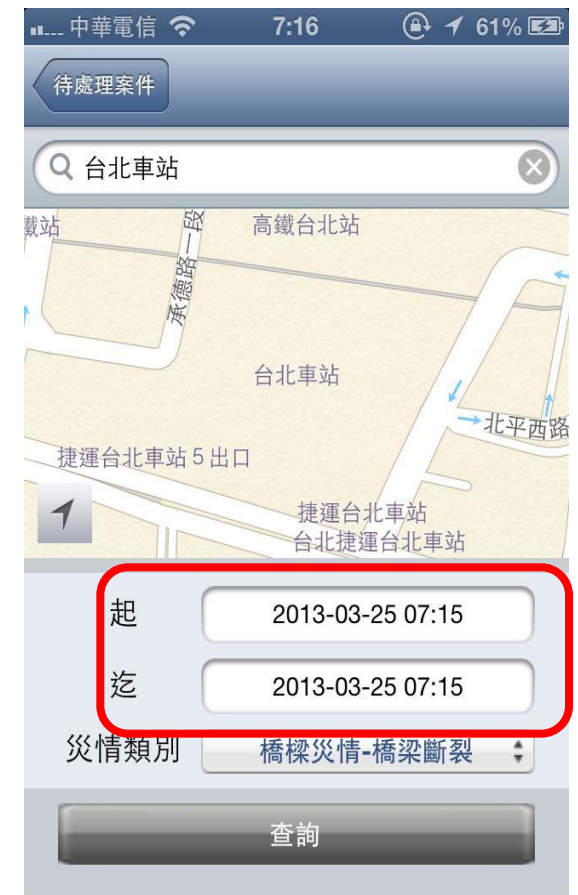 中華電信 7:16 61%
待處理案件
台北車站
鐵站
承德路一段
高鐵台北站
台北車站
北平西路
捷運台北車站5出口
捷運台北車站
台北捷運台北車站
起 2013-03-25 07:15
迄 2013-03-25 07:15
災情類別 橋樑災情-橋梁斷裂
查詢